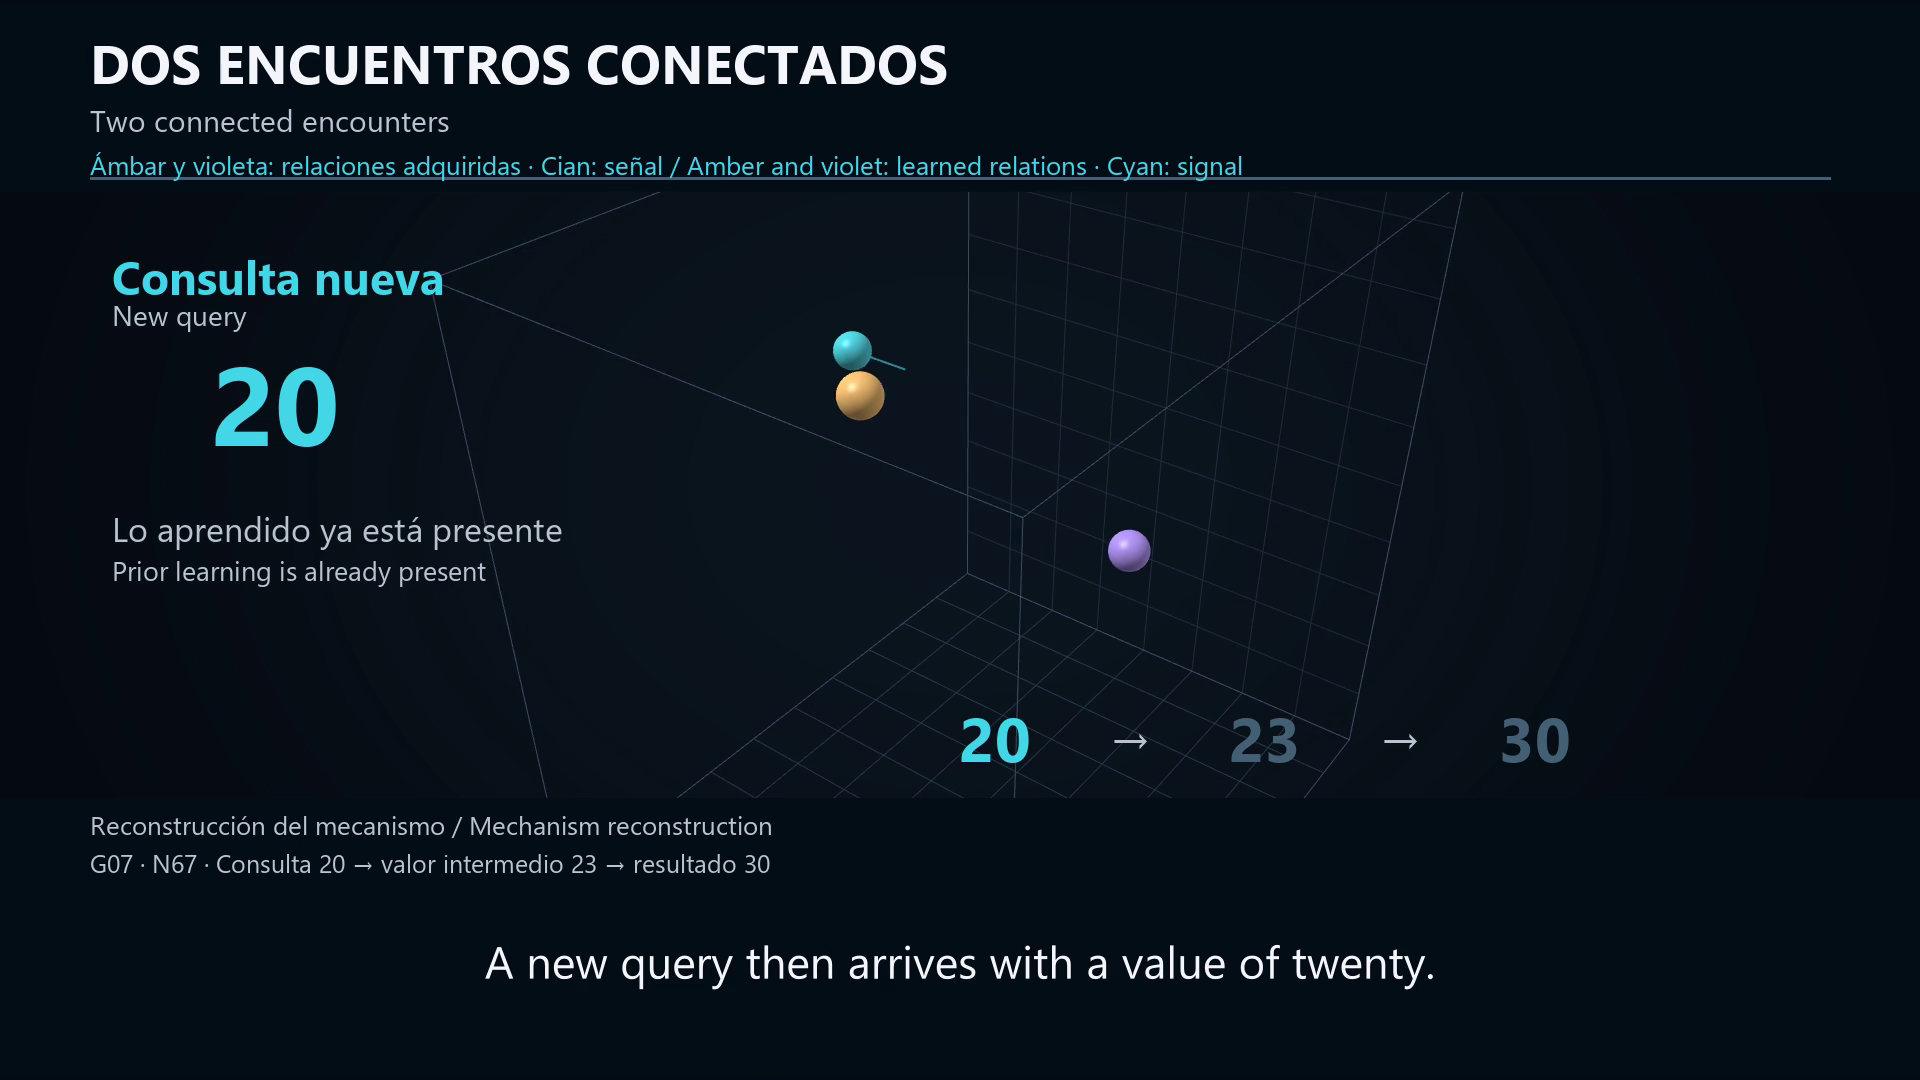 DOS ENCUENTROS CONECTADOS
Two connected encounters
Ámbar y violeta: relaciones adquiridas · Cian: señal / Amber and violet: learned relations · Cyan: signal
Consulta nueva
New query
20
Lo aprendido ya está presente
Prior learning is already present
20 → 23 → 30
Reconstrucción del mecanismo / Mechanism reconstruction
G07 · N67 · Consulta 20 → valor intermedio 23 → resultado 30
A new query then arrives with a value of twenty.